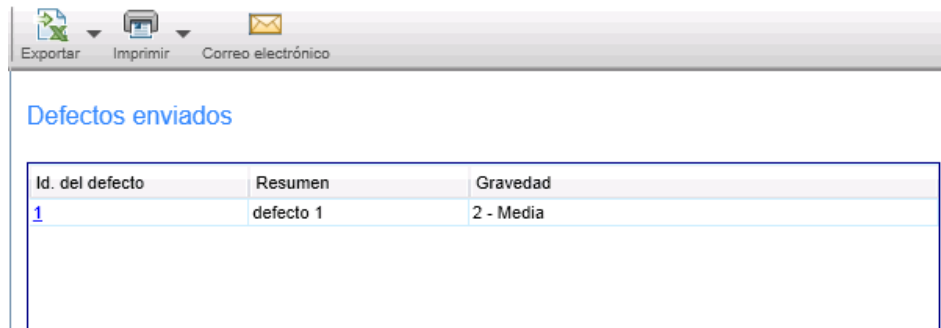 Exportar Imprimir Correo electrónico
Defectos enviados
Id. del defecto Resumen Gravedad
1 defecto 1 2 - Media